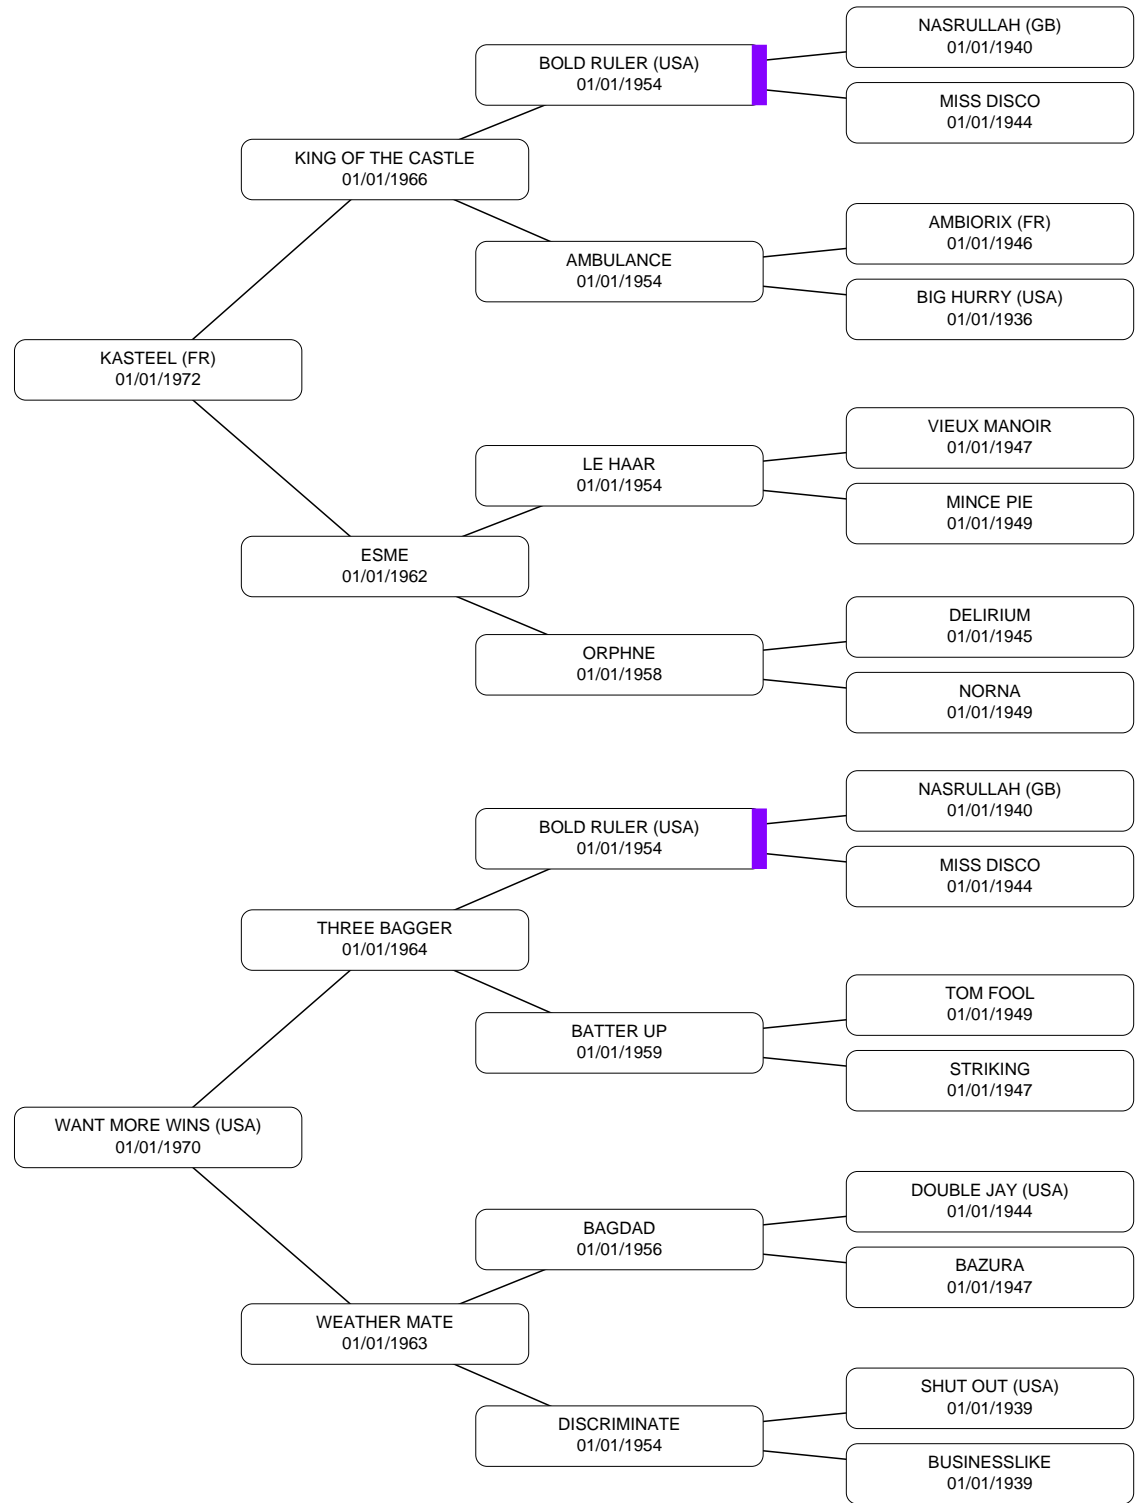 NASRULLAH (GB)
01/01/1940
BOLD RULER (USA)
01/01/1954
MISS DISCO
01/01/1944
KING OF THE CASTLE
01/01/1966
AMBIORIX (FR)
01/01/1946
AMBULANCE
01/01/1954
BIG HURRY (USA)
01/01/1936
KASTEEL (FR)
01/01/1972
VIEUX MANOIR
01/01/1947
LE HAAR
01/01/1954
MINCE PIE
01/01/1949
ESME
01/01/1962
DELIRIUM
01/01/1945
ORPHNE
01/01/1958
NORNA
01/01/1949
NASRULLAH (GB)
01/01/1940
BOLD RULER (USA)
01/01/1954
MISS DISCO
01/01/1944
THREE BAGGER
01/01/1964
TOM FOOL
01/01/1949
BATTER UP
01/01/1959
STRIKING
01/01/1947
WANT MORE WINS (USA)
01/01/1970
DOUBLE JAY (USA)
01/01/1944
BAGDAD
01/01/1956
BAZURA
01/01/1947
WEATHER MATE
01/01/1963
SHUT OUT (USA)
01/01/1939
DISCRIMINATE
01/01/1954
BUSINESSLIKE
01/01/1939